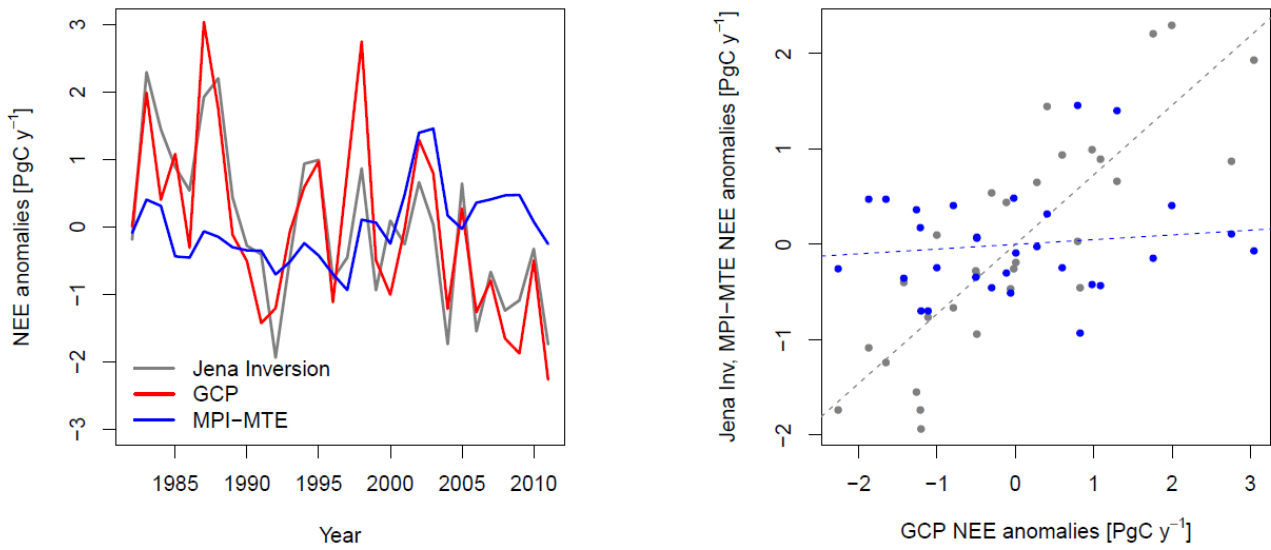 NEE anomalies [PgC y−1]
3
2
1
0
−1
−2
−3
Jena Inversion
GCP
MPI−MTE
1985 1990 1995 2000 2005 2010
Year
Jena Inv, MPI−MTE NEE anomalies [PgC y−1]
2
1
0
−1
−2
−2 −1 0 1 2 3
GCP NEE anomalies [PgC y−1]